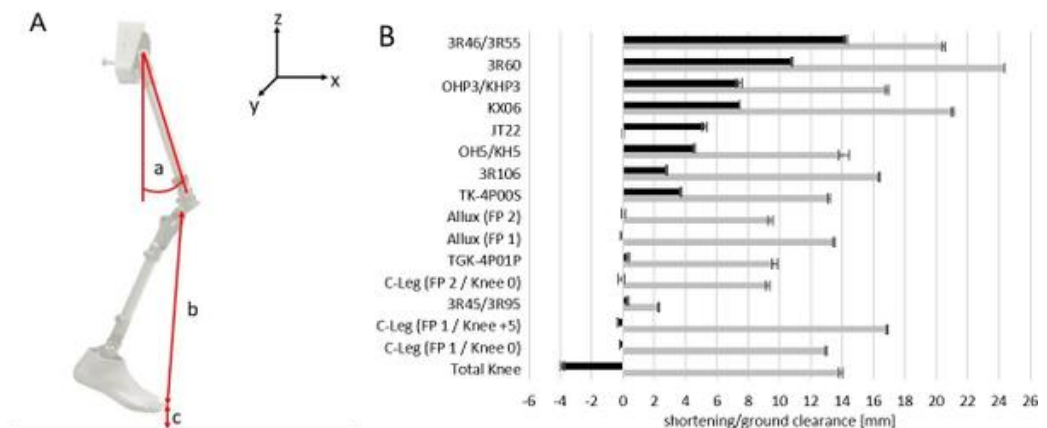 A
z
x
y
a
b
c
B
3R46/3R55
3R60
OHP3/KHP3
KX06
JT22
OH5/KH5
3R106
TK-4P00S
Allux (FP 2)
Allux (FP 1)
TGK-4P01P
C-Leg (FP 2 / Knee 0)
3R45/3R95
C-Leg (FP 1 / Knee +5)
C-Leg (FP 1 / Knee 0)
Total Knee
-6 -4 -2 0 2 4 6 8 10 12 14 16 18 20 22 24 26
shortening/ground clearance [mm]